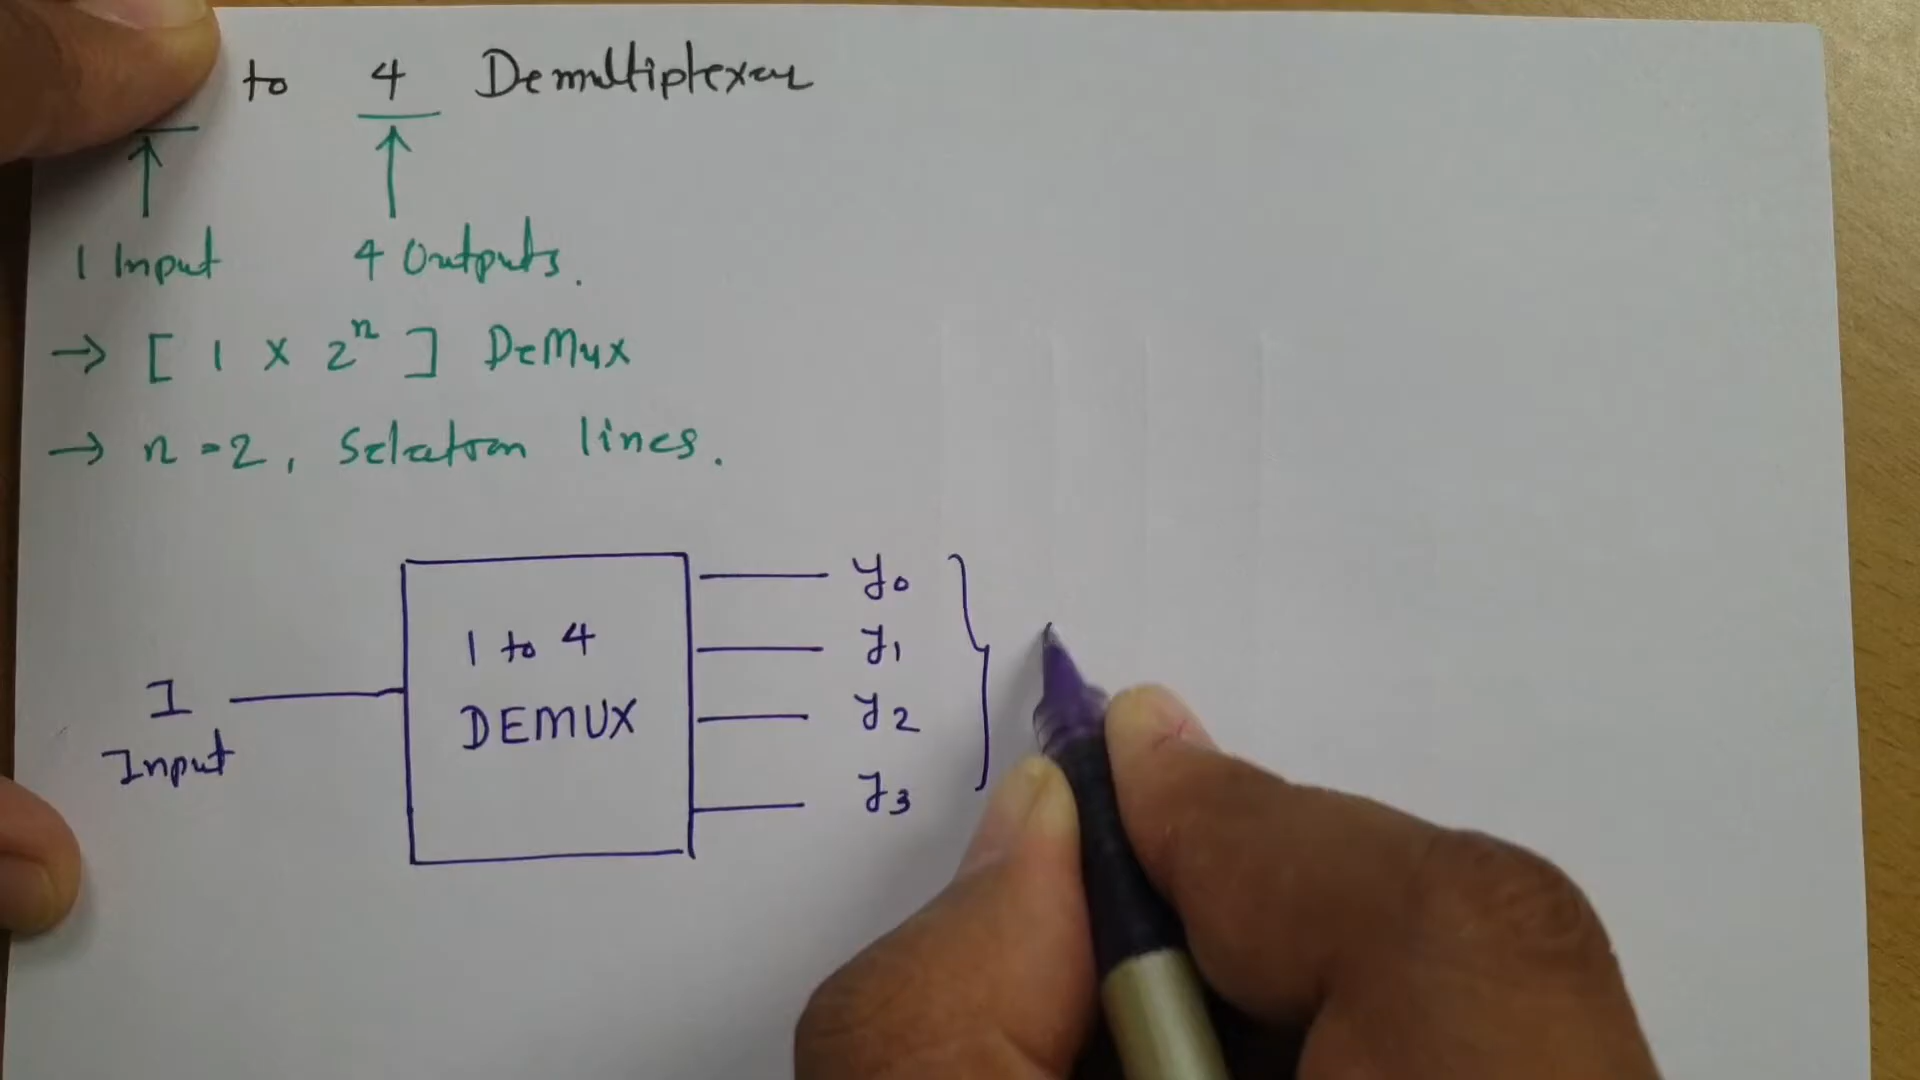 to 4 Demultiplexer
1 Input 4 Outputs.
→ [ 1 x 2ⁿ ] DeMux
→ n = 2, Selection lines.
1 to 4
DEMUX
I
Input
y₀
y₁
y₂
y₃